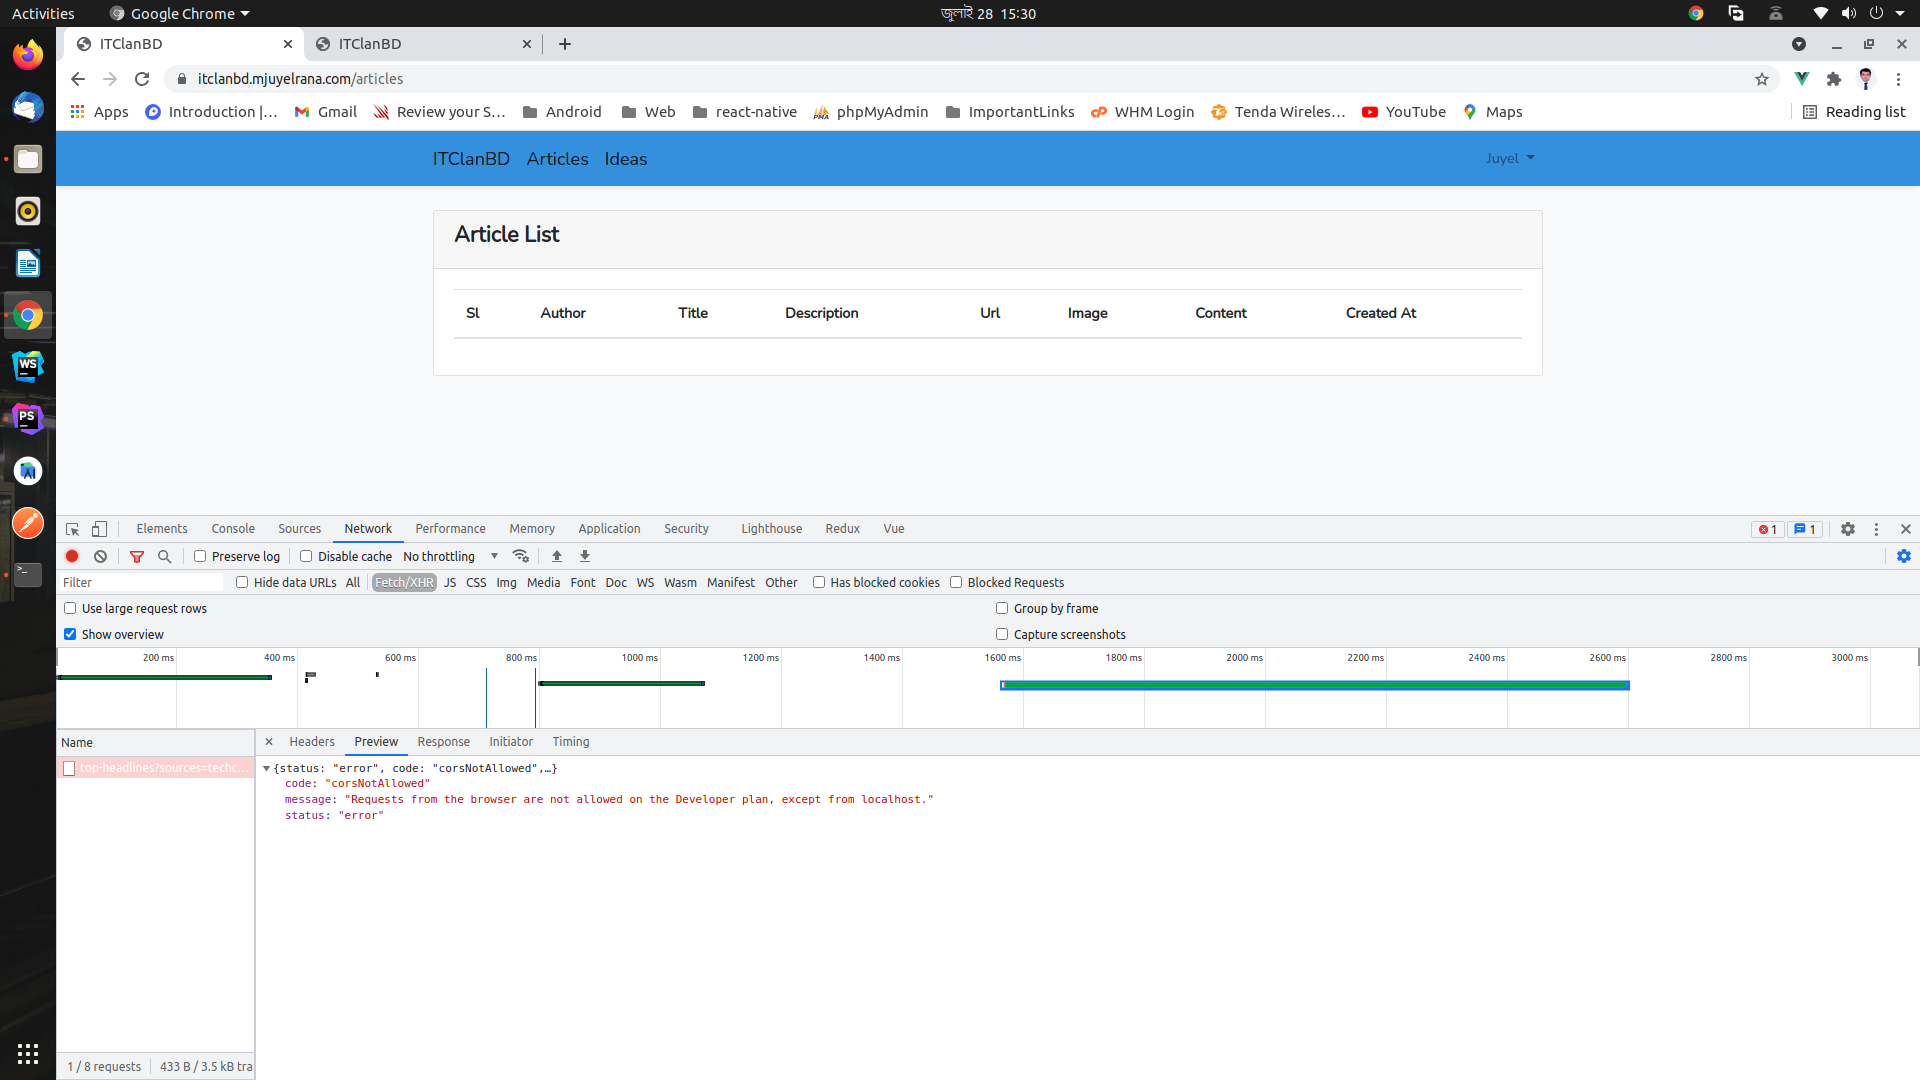 Activities Google Chrome জুলাই 28 15:30
ITClanBD ITClanBD
itclanbd.mjuyelrana.com/articles
Apps Introduction |... Gmail Review your S... Android Web react-native phpMyAdmin ImportantLinks WHM Login Tenda Wireles... YouTube Maps Reading list
ITClanBD Articles Ideas Juyel
Article List
Sl Author Title Description Url Image Content Created At
Elements Console Sources Network Performance Memory Application Security Lighthouse Redux Vue 1 1
Preserve log Disable cache No throttling
Filter Hide data URLs All Fetch/XHR JS CSS Img Media Font Doc WS Wasm Manifest Other Has blocked cookies Blocked Requests
Use large request rows Group by frame
Show overview Capture screenshots
200 ms 400 ms 600 ms 800 ms 1000 ms 1200 ms 1400 ms 1600 ms 1800 ms 2000 ms 2200 ms 2400 ms 2600 ms 2800 ms 3000 ms
Name Headers Preview Response Initiator Timing
top-headlines?sources=techc... {status: "error", code: "corsNotAllowed",…}
code: "corsNotAllowed"
message: "Requests from the browser are not allowed on the Developer plan, except from localhost."
status: "error"
1 / 8 requests 433 B / 3.5 kB tra
WS
PS